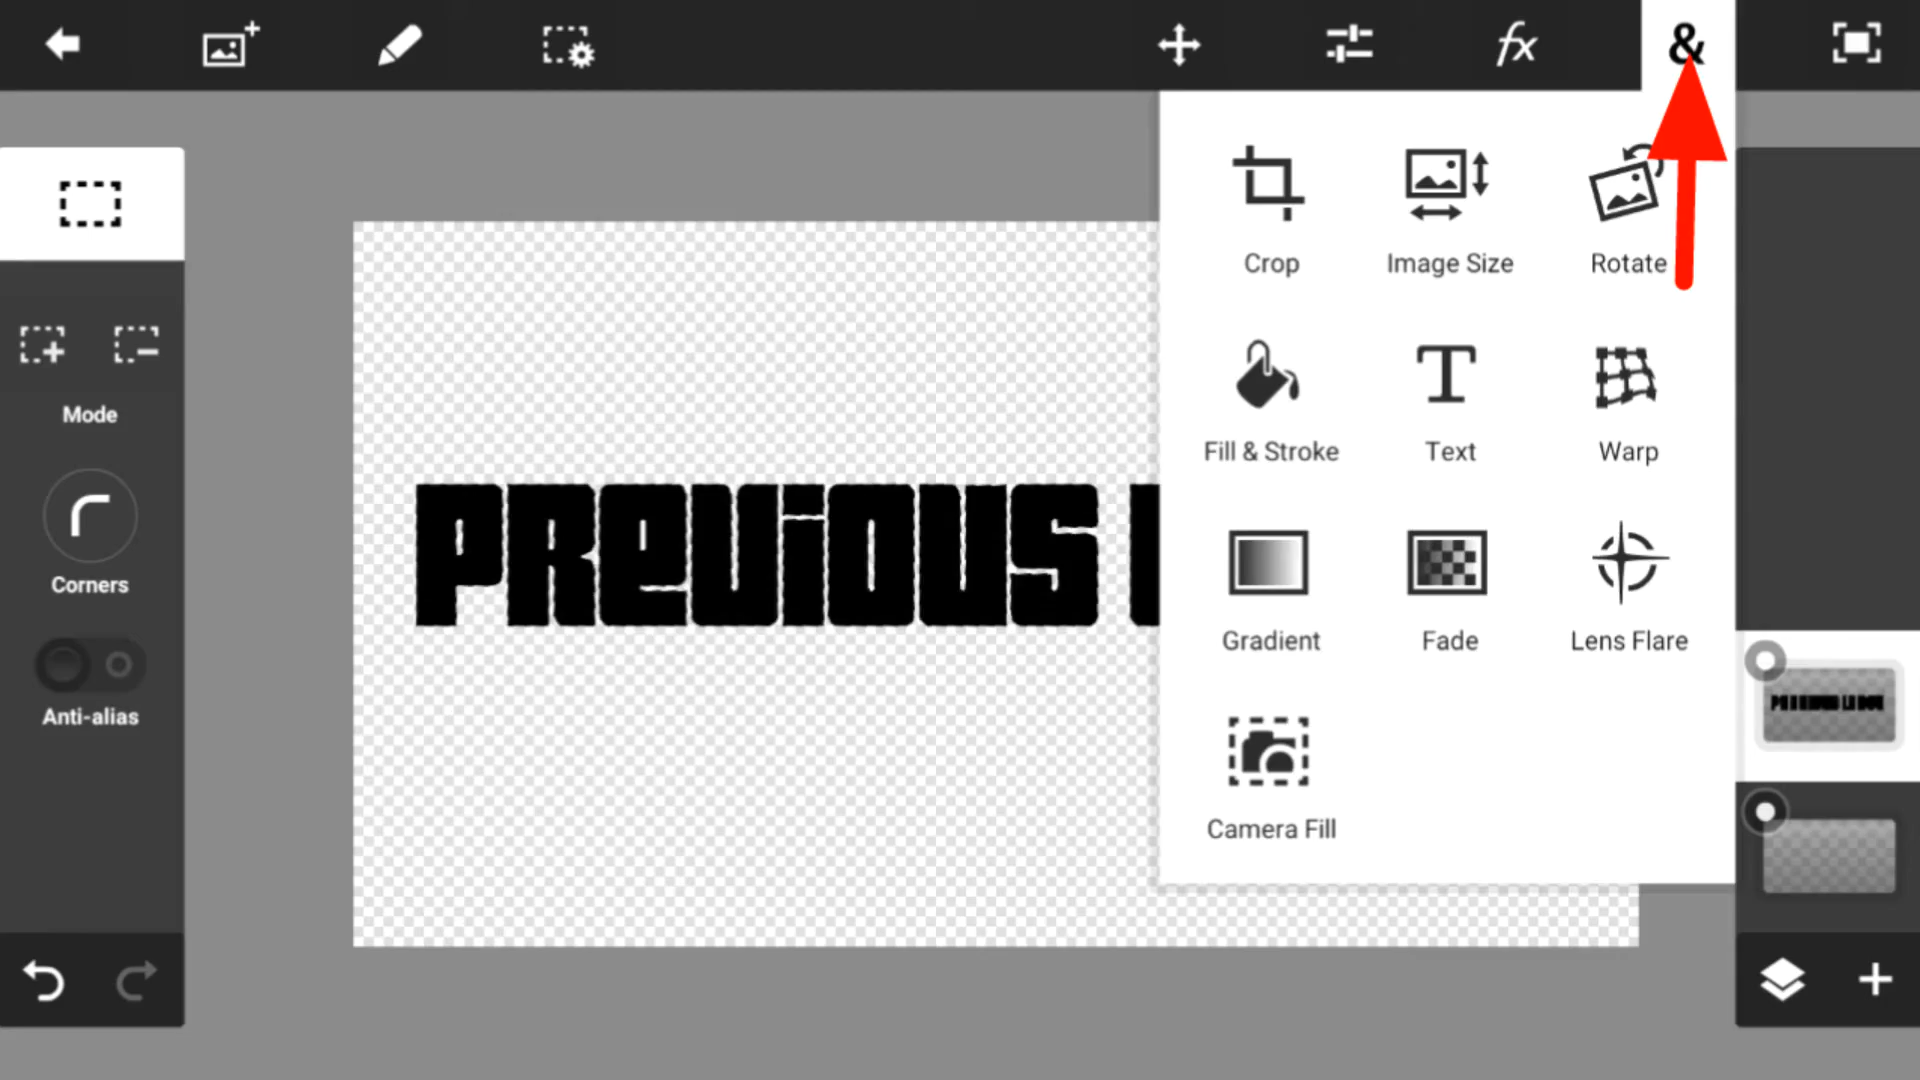 fx
&
Crop
Image Size
Rotate
Mode
Fill & Stroke
Text
Warp
PREVIOUS
Corners
Gradient
Fade
Lens Flare
Anti-alias
Camera Fill